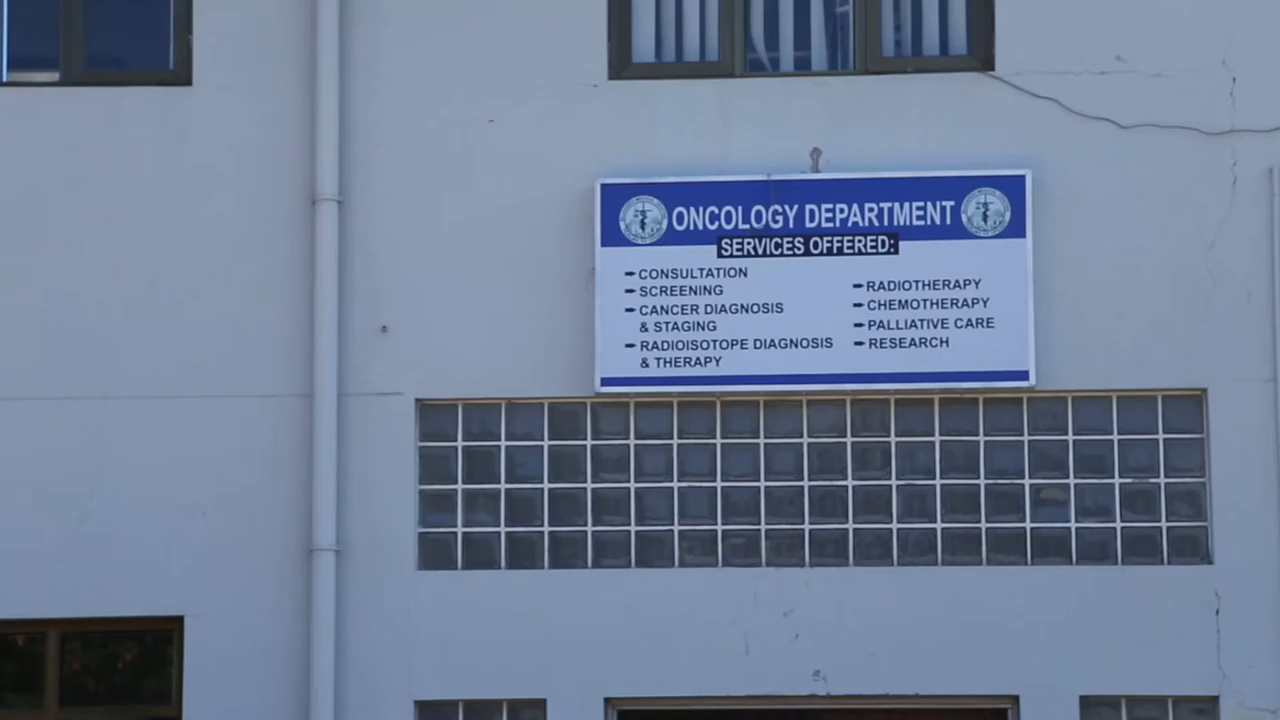 ONCOLOGY DEPARTMENT
SERVICES OFFERED:
CONSULTATION
SCREENING
CANCER DIAGNOSIS
& STAGING
RADIOISOTOPE DIAGNOSIS
& THERAPY
RADIOTHERAPY
CHEMOTHERAPY
PALLIATIVE CARE
RESEARCH